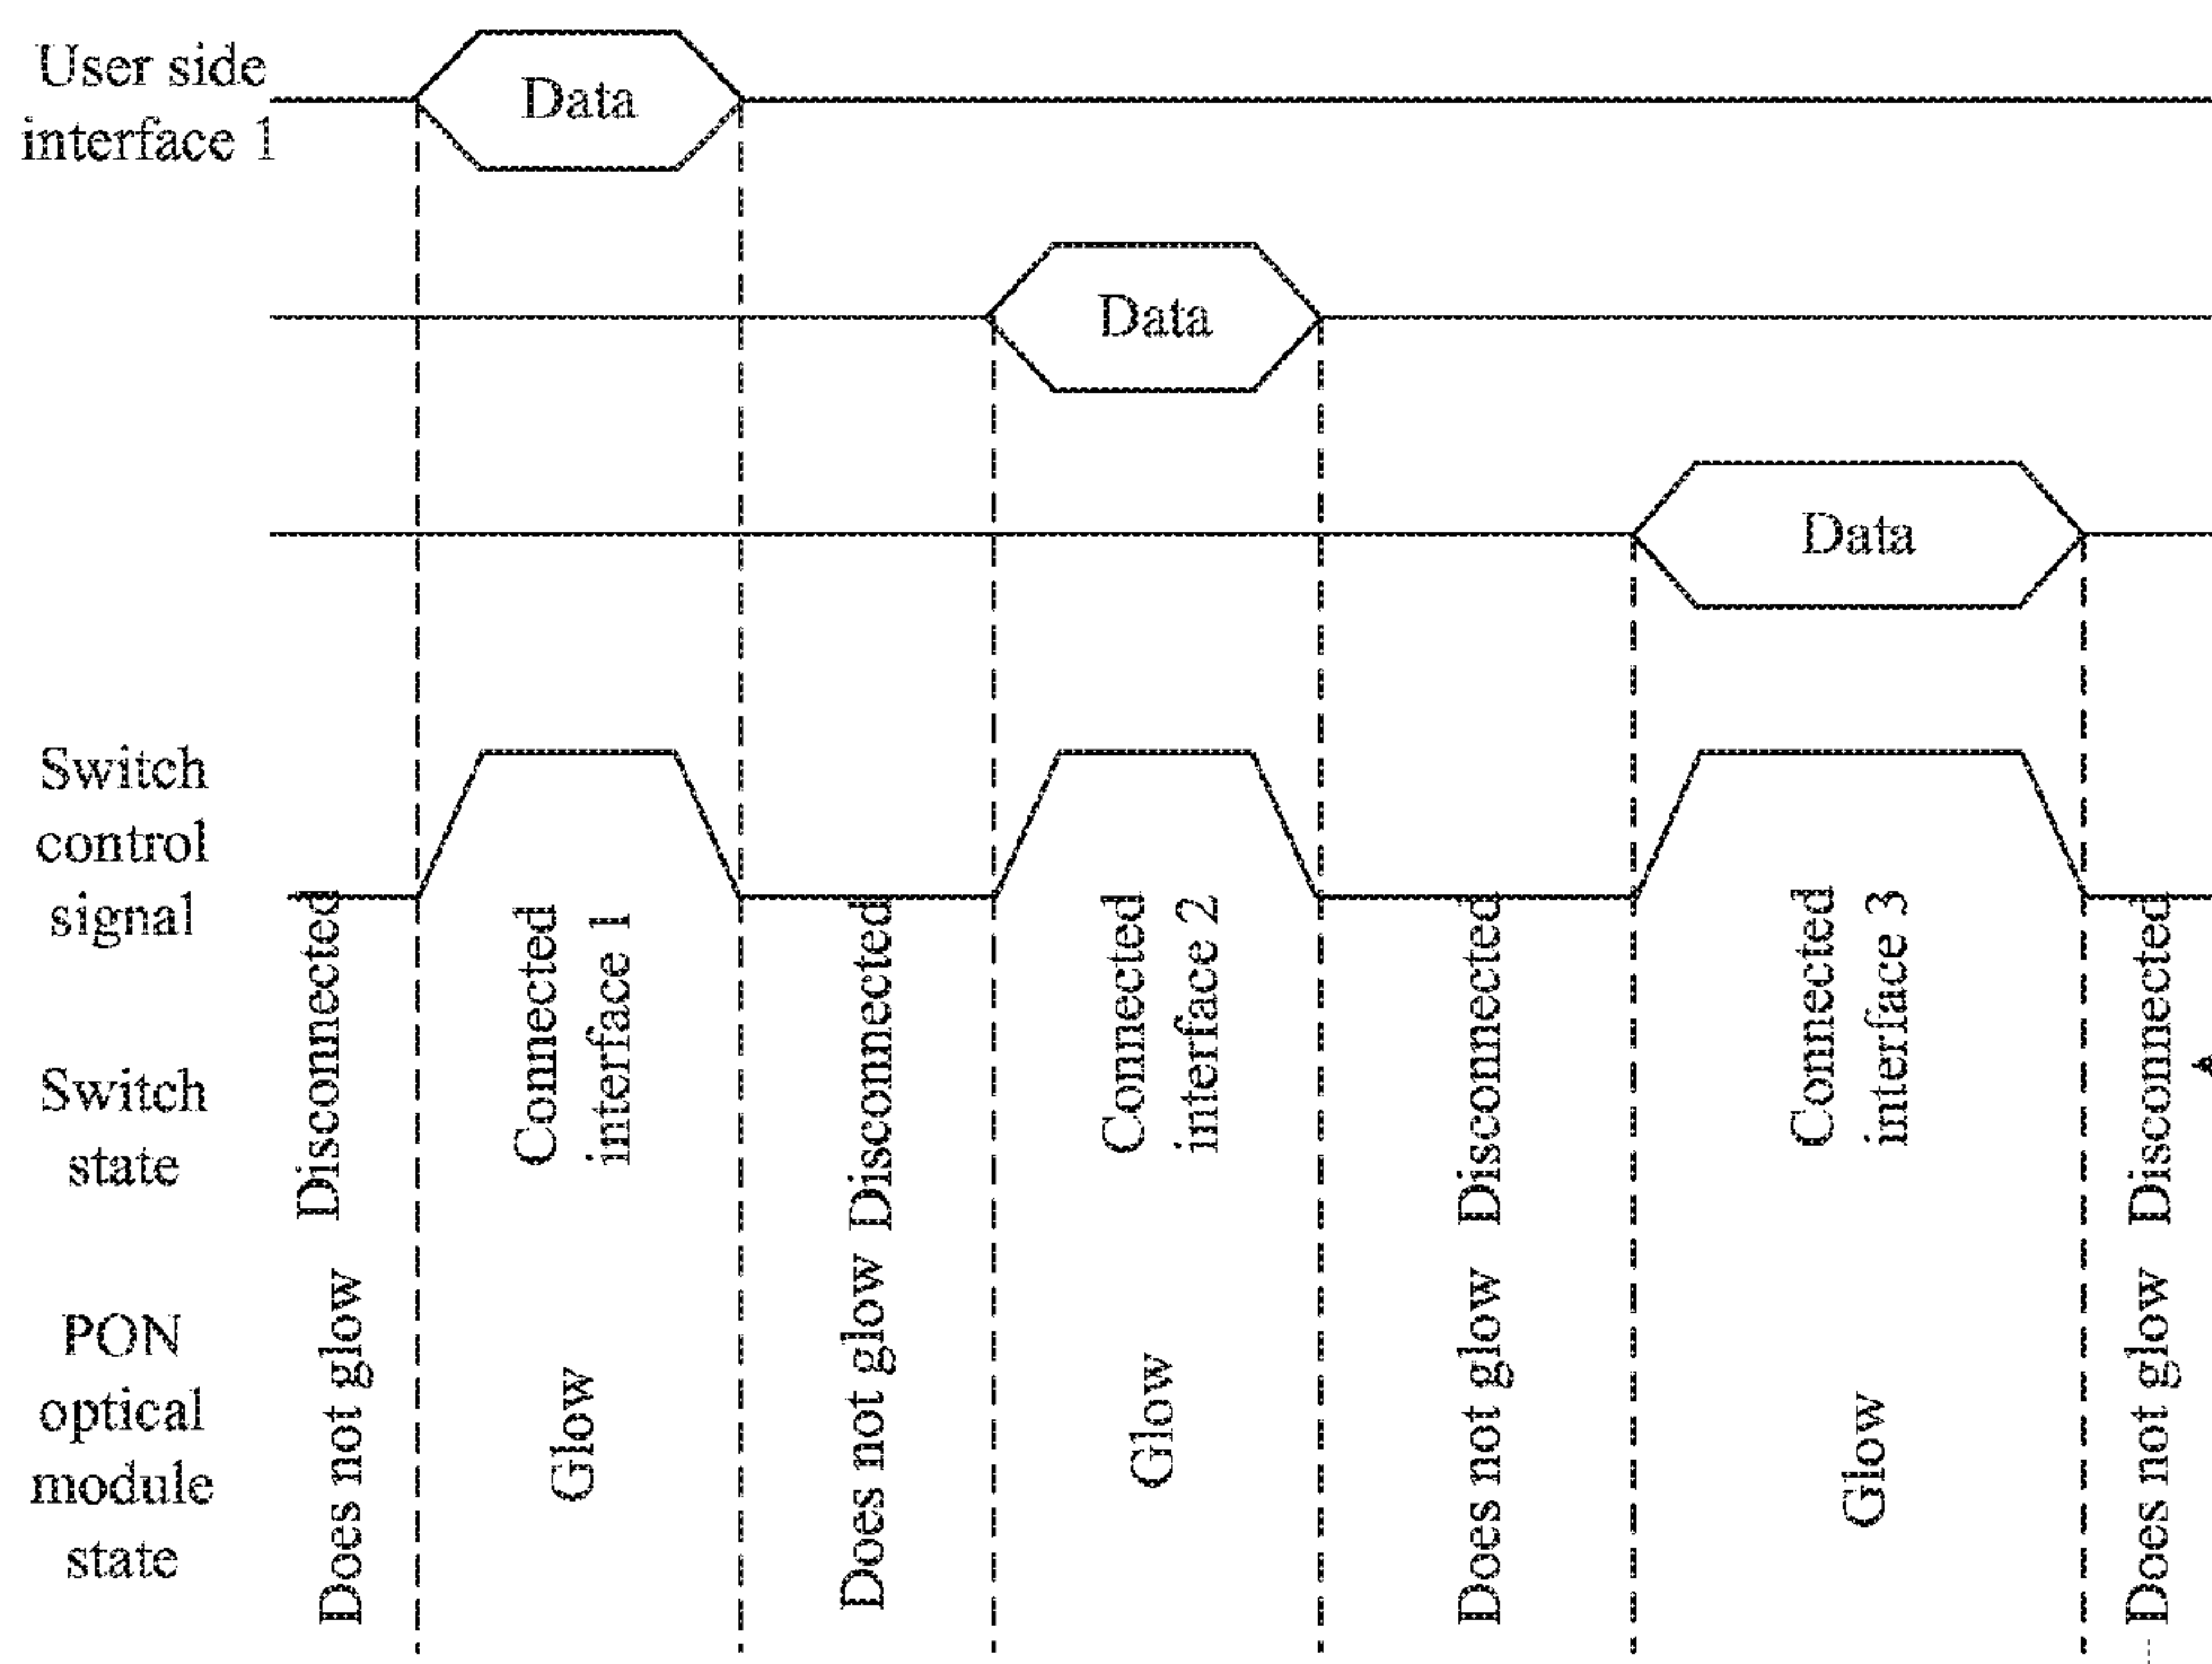 User side
interface 1
Data
Data
Data
Switch
control
signal
Switch
state
Disconnected
Connected
interface 1
Disconnected
Connected
interface 2
Disconnected
Connected
interface 3
Disconnected
PON
optical
module
state
Does not glow
Glow
Does not glow
Glow
Does not glow
Glow
Does not glow